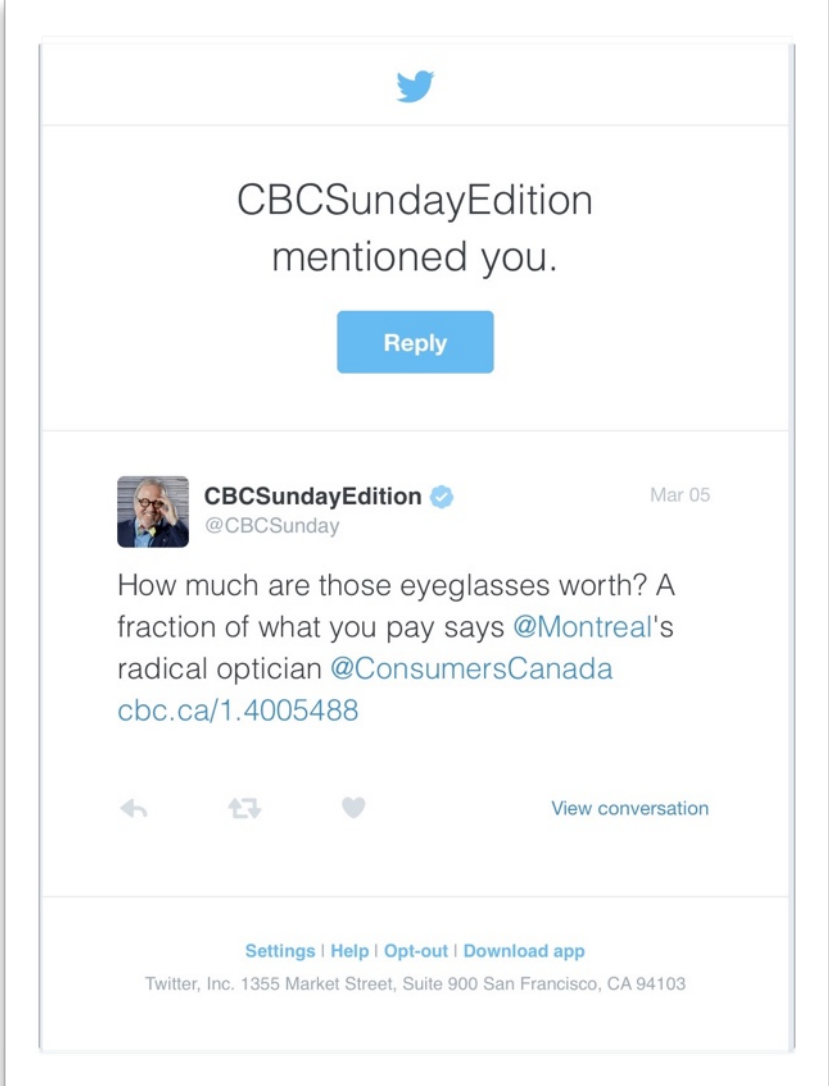 CBCSundayEdition
mentioned you.
Reply
CBCSundayEdition
Mar 05
@CBCSunday
How much are those eyeglasses worth? A
fraction of what you pay says @Montreal's
radical optician @ConsumersCanada
cbc.ca/1.4005488
View conversation
Settings | Help | Opt-out | Download app
Twitter, Inc. 1355 Market Street, Suite 900 San Francisco, CA 94103